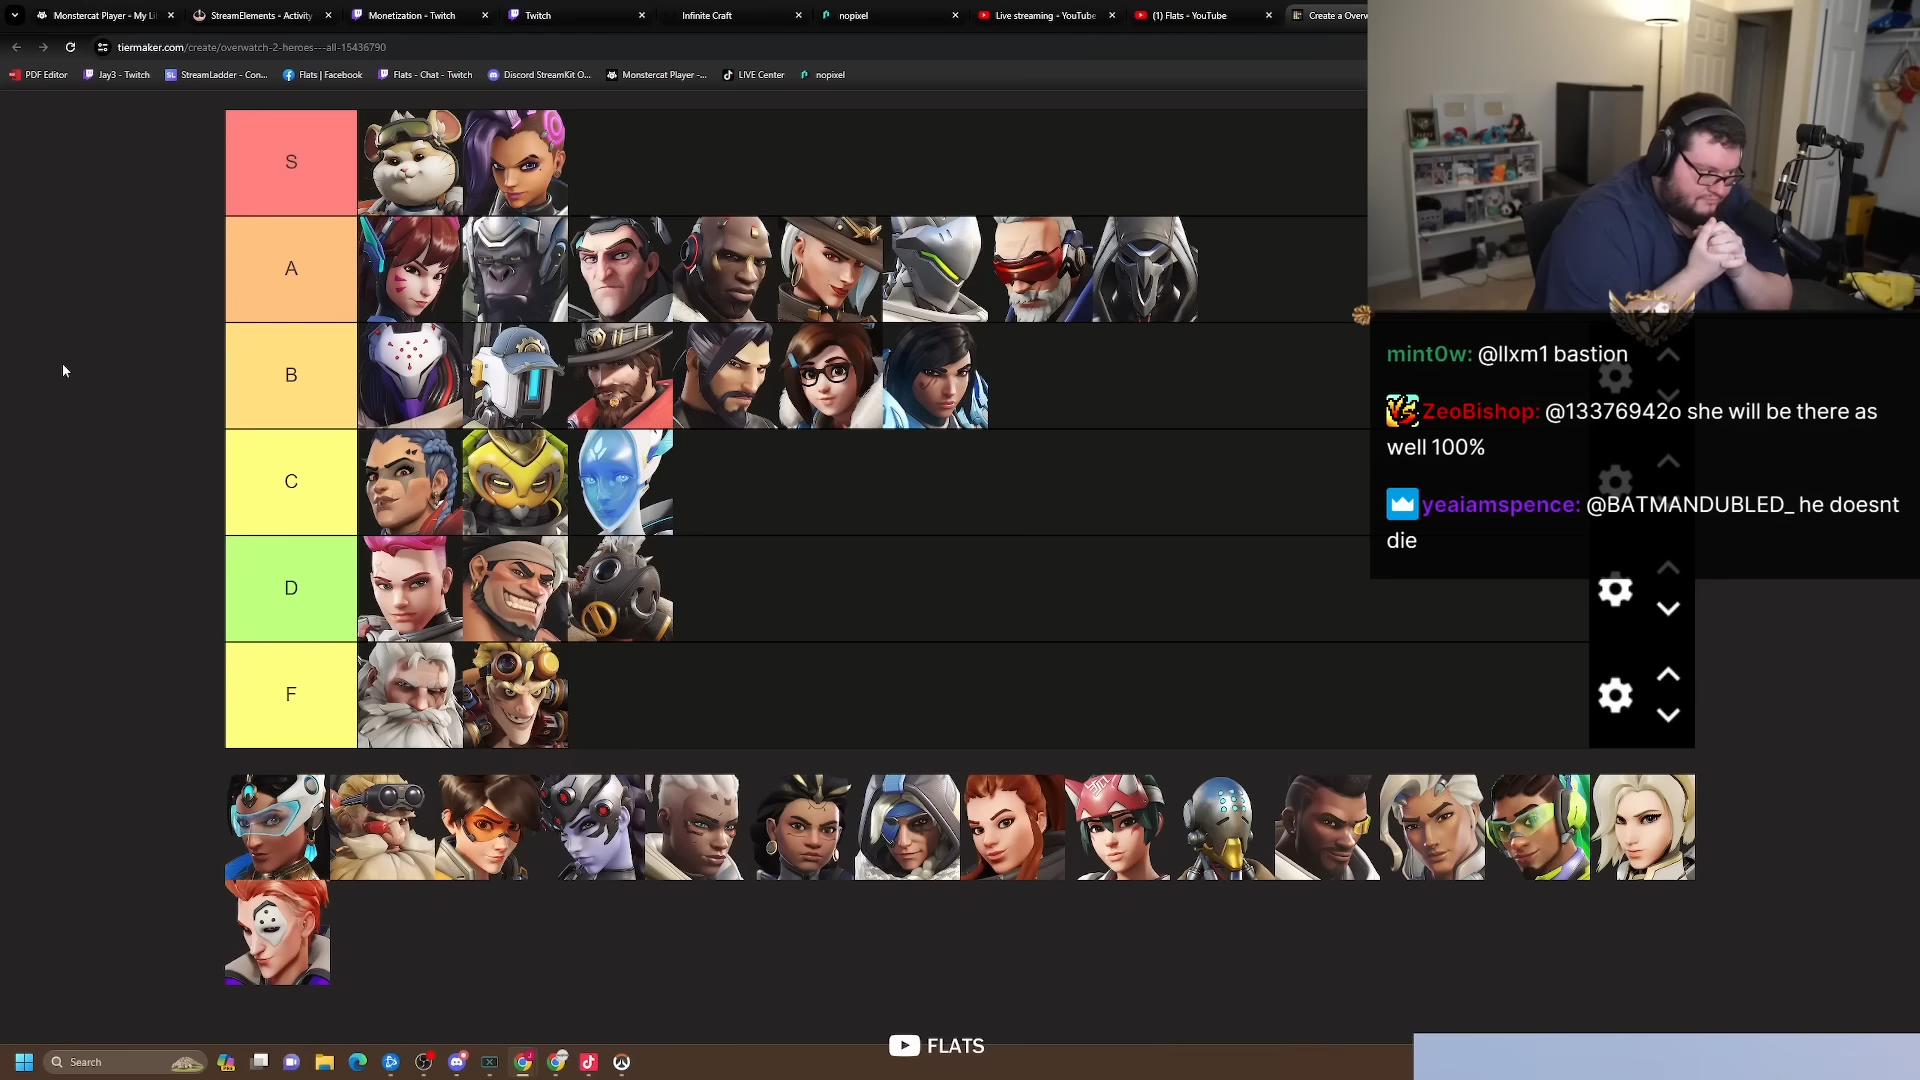 Monstercat Player - My Li
StreamElements - Activity
Monetization - Twitch
Twitch
Infinite Craft
nopixel
Live streaming - YouTube
(1) Flats - YouTube
Create a Overw
tiermaker.com/create/overwatch-2-heroes---all-15436790
PDF Editor
Jay3 - Twitch
StreamLadder - Con...
Flats | Facebook
Flats - Chat - Twitch
Discord StreamKit O...
Monstercat Player -...
LIVE Center
nopixel
S
A
B
C
D
F
mint0w: @llxm1 bastion
ZeoBishop: @13376942o she will be there as
well 100%
yeaiamspence: @BATMANDUBLED_ he doesnt
die
FLATS
Search